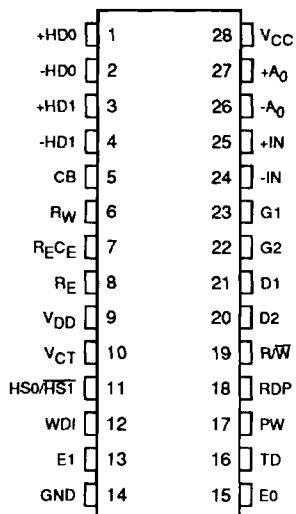 +HD0 1 28 VCC
-HD0 2 27 +A0
+HD1 3 26 -A0
-HD1 4 25 +IN
CB 5 24 -IN
RW 6 23 G1
RECE 7 22 G2
RE 8 21 D1
VDD 9 20 D2
VCT 10 19 R/W̅
HS0/H̅S̅1̅ 11 18 RDP
WDI 12 17 PW
E1 13 16 TD
GND 14 15 E0